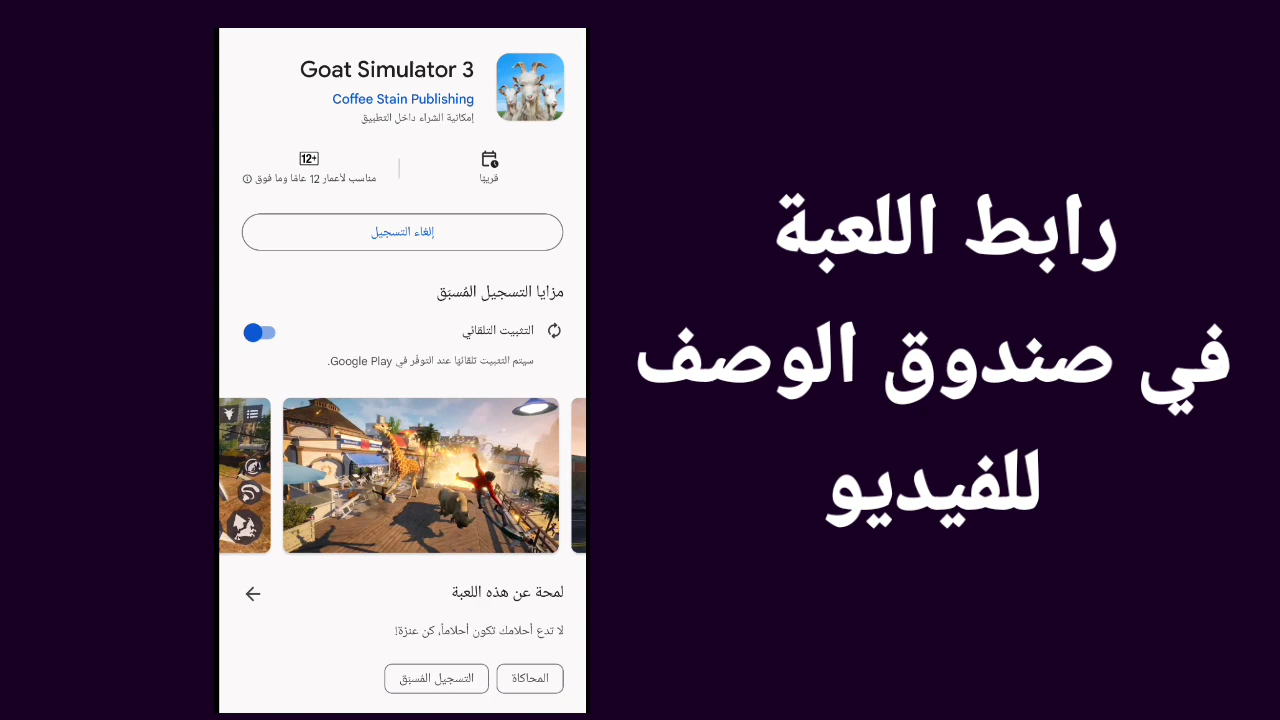 Goat Simulator 3
Coffee Stain Publishing
إمكانية الشراء داخل التطبيق
قريبًا
12+
مناسب لأعمار 12 عامًا وما فوق
إلغاء التسجيل
مزايا التسجيل المُسبَق
التثبيت التلقائي
سيتم التثبيت تلقائيًا عند التوفّر في Google Play.
لمحة عن هذه اللعبة
لا تدع أحلامك تكون أحلاماً، كن عنزة!
المحاكاة
التسجيل المُسبَق
رابط اللعبة
في صندوق الوصف
للفيديو